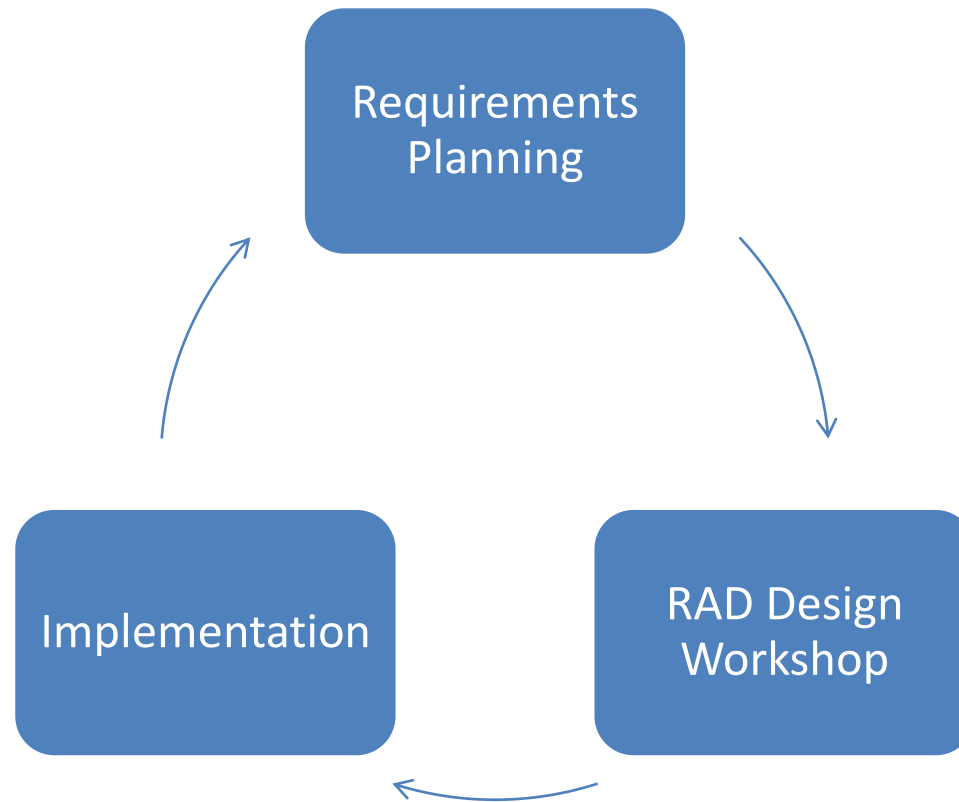 Requirements
Planning
Implementation
RAD Design
Workshop